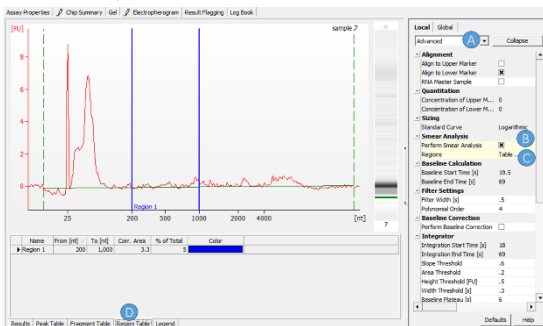 Assay Properties Chip Summary Gel Electropherogram Result Flagging Log Book
[FU] sample 7
8
6
4
2
0
Region 1
25 200 500 1000 2000 4000 [nt]
7
Name From [nt] To [nt] Corr. Area % of Total Color
Region 1 200 1,000 3.3 5
D
Results Peak Table Fragment Table Region Table Legend
Local Global
Advanced A Collapse
Alignment
Align to Upper Marker
Align to Lower Marker
RNA Master Sample
Quantitation
Concentration of Upper M... 0
Concentration of Lower M... 0
Sizing
Standard Curve Logarithmic
Smear Analysis B
Perform Smear Analysis
Regions Table... C
Baseline Calculation
Baseline Start Time [s] 19.5
Baseline End Time [s] 69
Filter Settings
Filter Width [s] .5
Polynomial Order 4
Baseline Correction
Perform Baseline Correction
Integrator
Integration Start Time [s] 18
Integration End Time [s] 69
Slope Threshold .6
Area Threshold .2
Height Threshold [FU] .5
Width Threshold [s] .3
Baseline Plateau [s] 6
Defaults Help